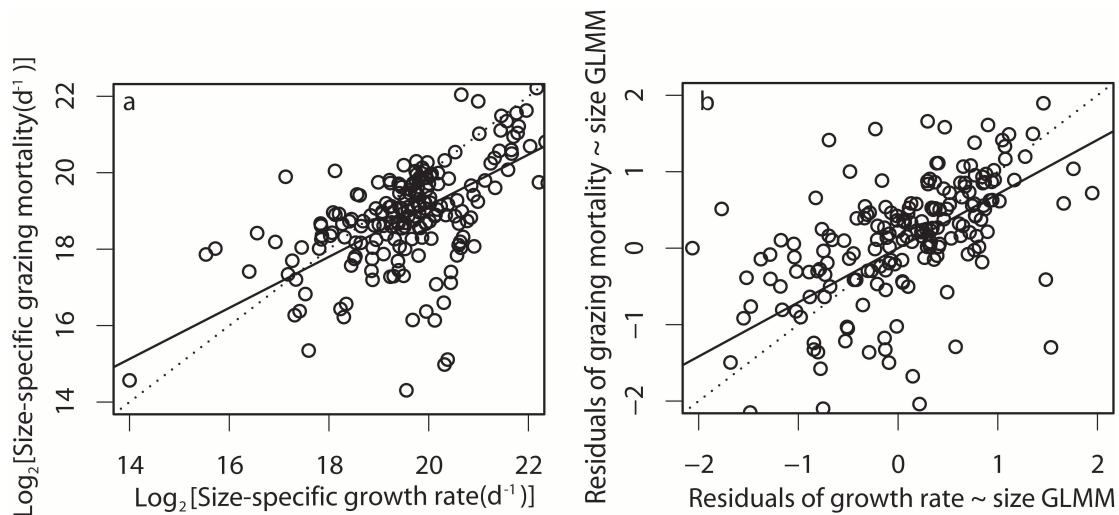 Log₂[Size-specific grazing mortality(d⁻¹ )]
a
22
20
18
16
14
14 16 18 20 22
Log₂[Size-specific growth rate(d⁻¹ )]
Residuals of grazing mortality ~ size GLMM
b
2
1
0
−1
−2
−2 −1 0 1 2
Residuals of growth rate ~ size GLMM